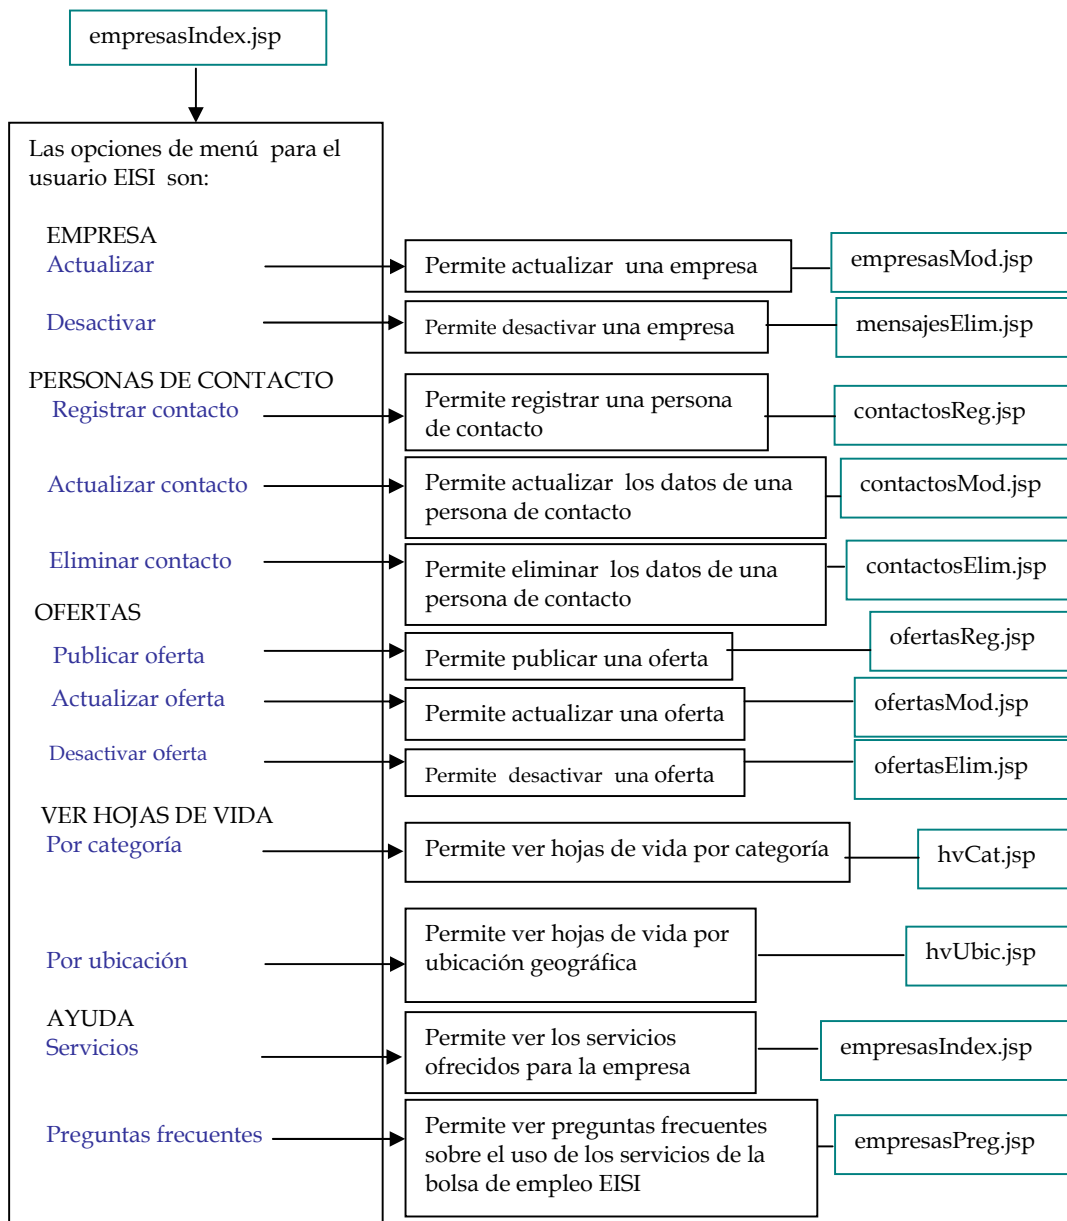 empresasIndex.jsp
Las opciones de menú para el
usuario EISI son:
EMPRESA
Actualizar
Permite actualizar una empresa
empresasMod.jsp
Desactivar
Permite desactivar una empresa
mensajesElim.jsp
PERSONAS DE CONTACTO
Registrar contacto
Permite registrar una persona
de contacto
contactosReg.jsp
Actualizar contacto
Permite actualizar los datos de una
persona de contacto
contactosMod.jsp
Eliminar contacto
Permite eliminar los datos de una
persona de contacto
contactosElim.jsp
OFERTAS
Publicar oferta
Permite publicar una oferta
ofertasReg.jsp
Actualizar oferta
Permite actualizar una oferta
ofertasMod.jsp
Desactivar oferta
Permite desactivar una oferta
ofertasElim.jsp
VER HOJAS DE VIDA
Por categoría
Permite ver hojas de vida por categoría
hvCat.jsp
Por ubicación
Permite ver hojas de vida por
ubicación geográfica
hvUbic.jsp
AYUDA
Servicios
Permite ver los servicios
ofrecidos para la empresa
empresasIndex.jsp
Preguntas frecuentes
Permite ver preguntas frecuentes
sobre el uso de los servicios de la
bolsa de empleo EISI
empresasPreg.jsp